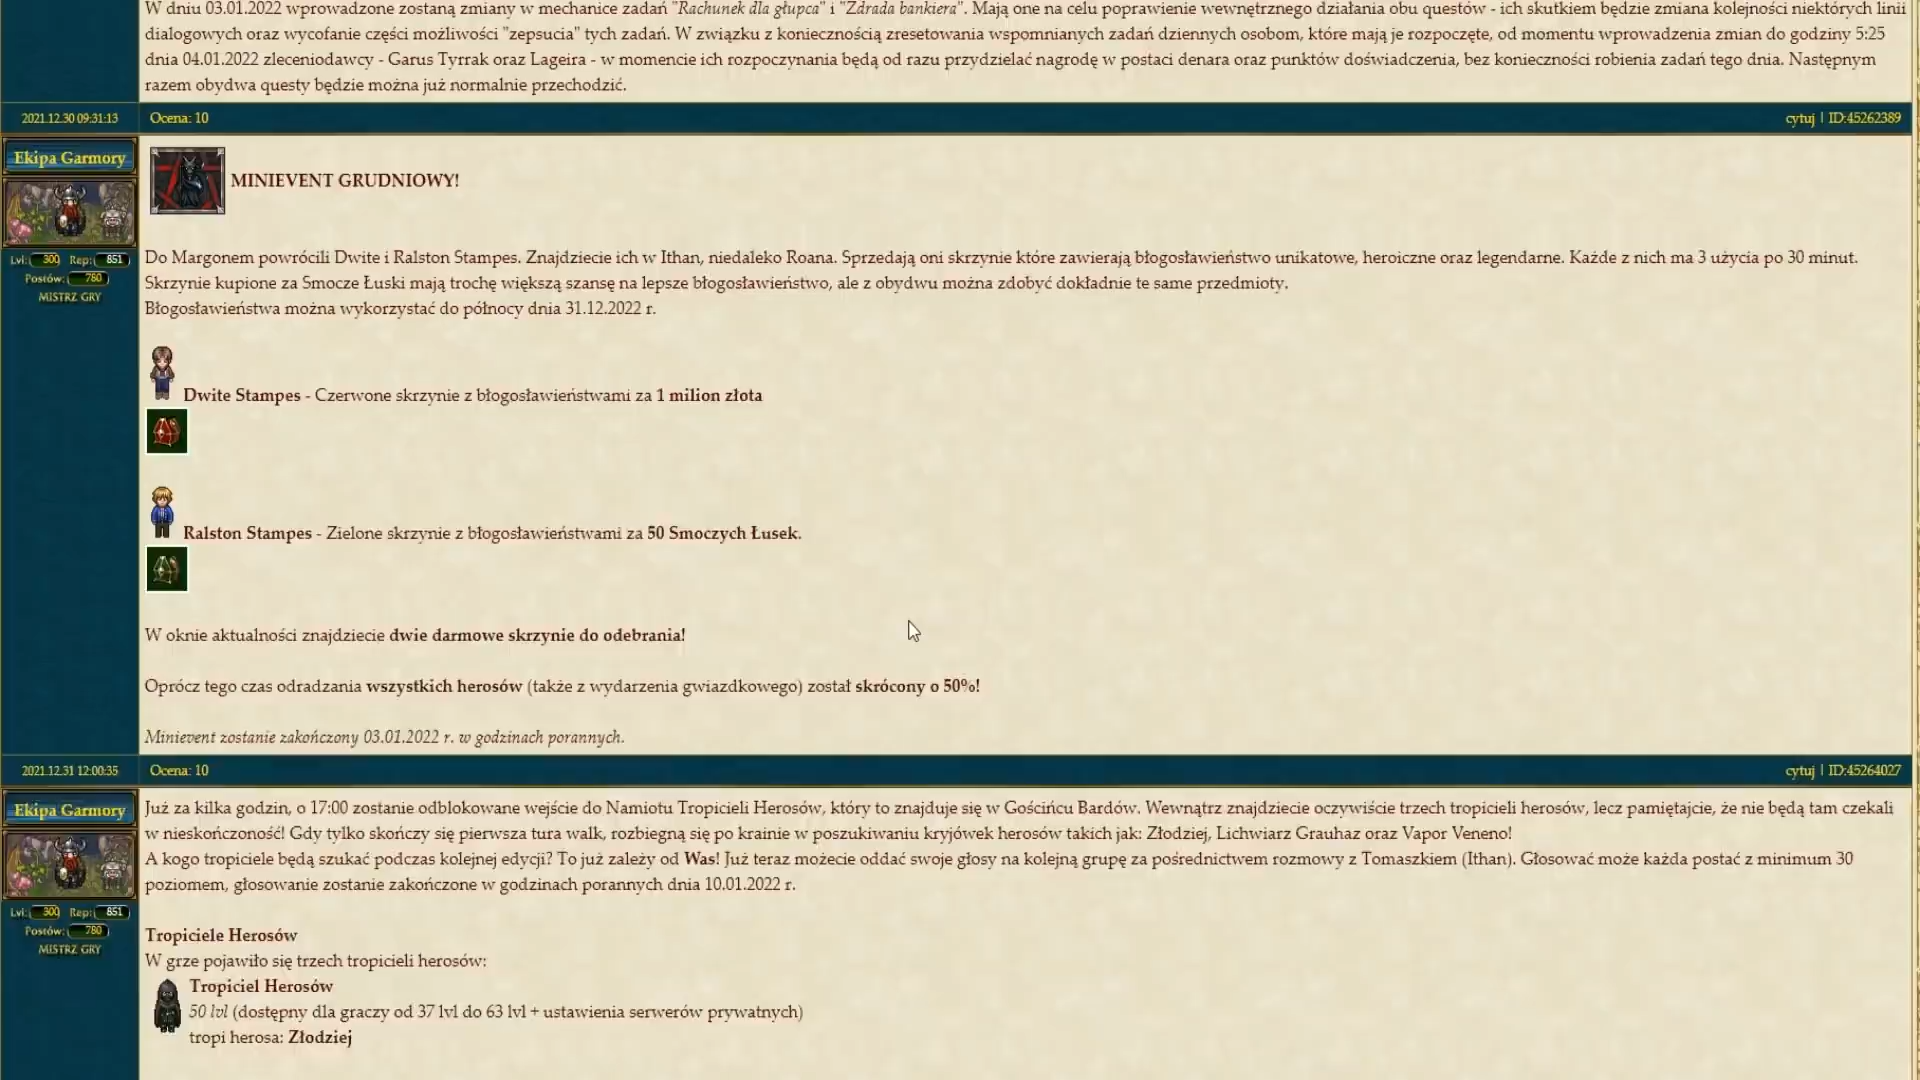 W dniu 03.01.2022 wprowadzone zostaną zmiany w mechanice zadań "Rachunek dla głupca" i "Zdrada bankiera". Mają one na celu poprawienie wewnętrznego działania obu questów - ich skutkiem będzie zmiana kolejności niektórych linii
dialogowych oraz wycofanie części możliwości "zepsucia" tych zadań. W związku z koniecznością zresetowania wspomnianych zadań dziennych osobom, które mają je rozpoczęte, od momentu wprowadzenia zmian do godziny 5:25
dnia 04.01.2022 zleceniodawcy - Garus Tyrrak oraz Lageira - w momencie ich rozpoczynania będą od razu przydzielać nagrodę w postaci denara oraz punktów doświadczenia, bez konieczności robienia zadań tego dnia. Następnym
razem obydwa questy będzie można już normalnie przechodzić.
2021.12.30 09:31:13 Ocena: 10 cytuj | ID:45262389
Ekipa Garmory
Lvl: 300 Rep: 851
Postów: 780
MISTRZ GRY
MINIEVENT GRUDNIOWY!
Do Margonem powrócili Dwite i Ralston Stampes. Znajdziecie ich w Ithan, niedaleko Roana. Sprzedają oni skrzynie które zawierają błogosławieństwo unikatowe, heroiczne oraz legendarne. Każde z nich ma 3 użycia po 30 minut.
Skrzynie kupione za Smocze Łuski mają trochę większą szansę na lepsze błogosławieństwo, ale z obydwu można zdobyć dokładnie te same przedmioty.
Błogosławieństwa można wykorzystać do północy dnia 31.12.2022 r.
Dwite Stampes - Czerwone skrzynie z błogosławieństwami za 1 milion złota
Ralston Stampes - Zielone skrzynie z błogosławieństwami za 50 Smoczych Łusek.
W oknie aktualności znajdziecie dwie darmowe skrzynie do odebrania!
Oprócz tego czas odradzania wszystkich herosów (także z wydarzenia gwiazdkowego) został skrócony o 50%!
Minievent zostanie zakończony 03.01.2022 r. w godzinach porannych.
2021.12.31 12:00:35 Ocena: 10 cytuj | ID:45264027
Ekipa Garmory
Lvl: 300 Rep: 851
Postów: 780
MISTRZ GRY
Już za kilka godzin, o 17:00 zostanie odblokowane wejście do Namiotu Tropicieli Herosów, który to znajduje się w Gościńcu Bardów. Wewnątrz znajdziecie oczywiście trzech tropicieli herosów, lecz pamiętajcie, że nie będą tam czekali
w nieskończoność! Gdy tylko skończy się pierwsza tura walk, rozbiegną się po krainie w poszukiwaniu kryjówek herosów takich jak: Złodziej, Lichwiarz Grauhaz oraz Vapor Veneno!
A kogo tropiciele będą szukać podczas kolejnej edycji? To już zależy od Was! Już teraz możecie oddać swoje głosy na kolejną grupę za pośrednictwem rozmowy z Tomaszkiem (Ithan). Głosować może każda postać z minimum 30
poziomem, głosowanie zostanie zakończone w godzinach porannych dnia 10.01.2022 r.
Tropiciele Herosów
W grze pojawiło się trzech tropicieli herosów:
Tropiciel Herosów
50 lvl (dostępny dla graczy od 37 lvl do 63 lvl + ustawienia serwerów prywatnych)
tropi herosa: Złodziej